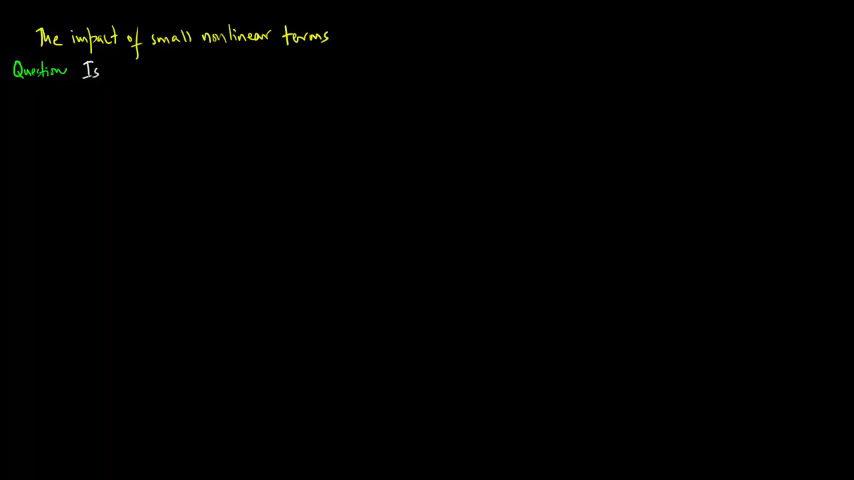 The impact of small nonlinear terms
Question Is